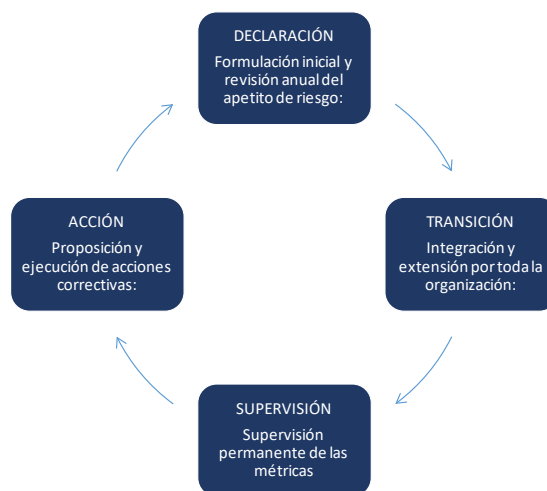 DECLARACIÓN
Formulación inicial y
revisión anual del
apetito de riesgo:
TRANSICIÓN
Integración y
extensión por toda la
organización:
SUPERVISIÓN
Supervisión
permanente de las
métricas
ACCIÓN
Proposición y
ejecución de acciones
correctivas: